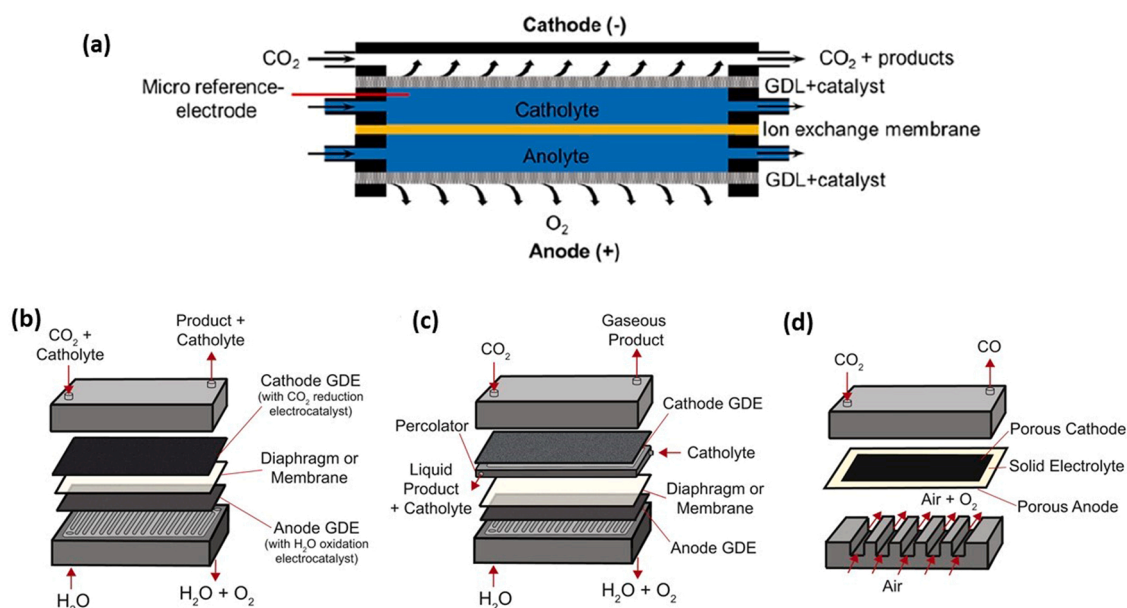 (a)
Cathode (-)
CO₂
CO₂ + products
Micro reference-
electrode
GDL+catalyst
Catholyte
Ion exchange membrane
Anolyte
GDL+catalyst
O₂
Anode (+)
(b)
CO₂ +
Catholyte
Product +
Catholyte
Cathode GDE
(with CO₂ reduction
electrocatalyst)
Diaphragm or
Membrane
Anode GDE
(with H₂O oxidation
electrocatalyst)
H₂O
H₂O + O₂
(c)
CO₂
Gaseous
Product
Cathode GDE
Percolator
Catholyte
Liquid
Product
+ Catholyte
Diaphragm or
Membrane
Anode GDE
H₂O
H₂O + O₂
(d)
CO₂
CO
Porous Cathode
Solid Electrolyte
Air + O₂
Porous Anode
Air